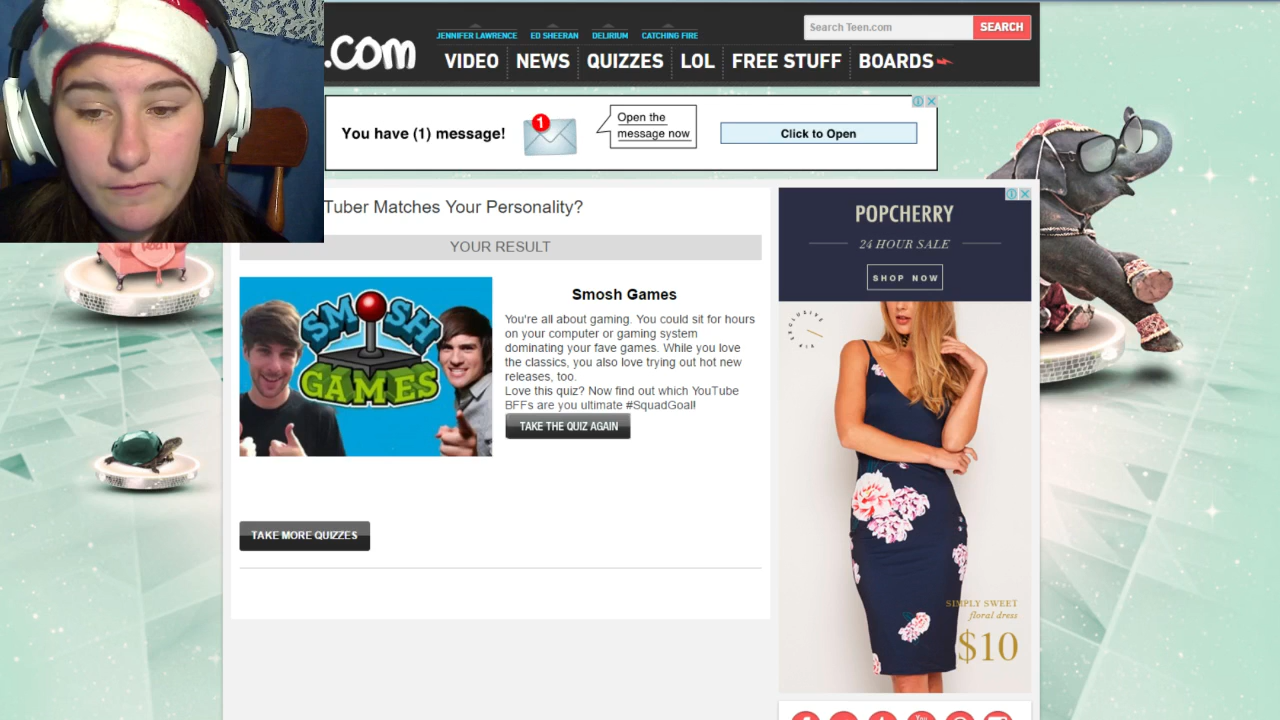 .com
JENNIFER LAWRENCE ED SHEERAN DELIRIUM CATCHING FIRE
Search Teen.com SEARCH
VIDEO NEWS QUIZZES LOL FREE STUFF BOARDS
You have (1) message!
1
Open the
message now
Click to Open
Tuber Matches Your Personality?
YOUR RESULT
SMOSH
GAMES
Smosh Games
You're all about gaming. You could sit for hours
on your computer or gaming system
dominating your fave games. While you love
the classics, you also love trying out hot new
releases, too.
Love this quiz? Now find out which YouTube
BFFs are you ultimate #SquadGoal!
TAKE THE QUIZ AGAIN
TAKE MORE QUIZZES
POPCHERRY
24 HOUR SALE
SHOP NOW
EXCLUSIVE
SIMPLY SWEET
floral dress
$10
You